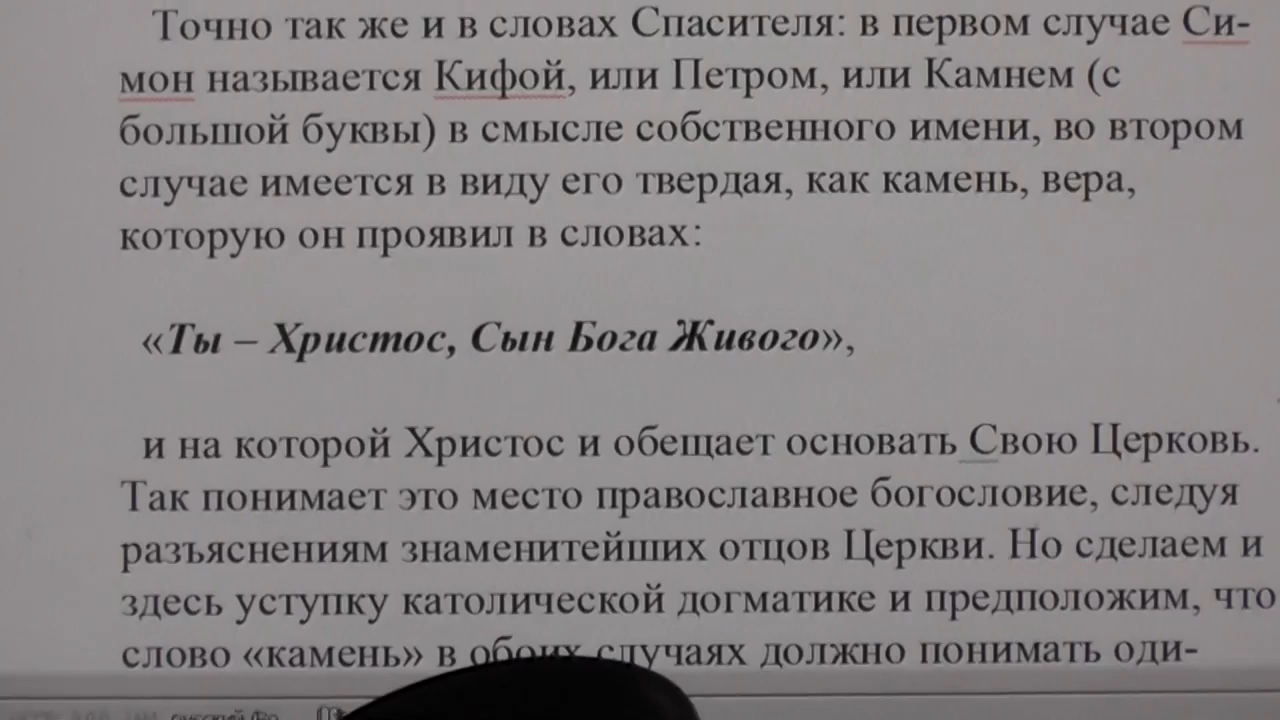 Точно так же и в словах Спасителя: в первом случае Си-
мон называется Кифой, или Петром, или Камнем (с
большой буквы) в смысле собственного имени, во втором
случае имеется в виду его твердая, как камень, вера,
которую он проявил в словах:
«Ты – Христос, Сын Бога Живого»,
и на которой Христос и обещает основать Свою Церковь.
Так понимает это место православное богословие, следуя
разъяснениям знаменитейших отцов Церкви. Но сделаем и
здесь уступку католической догматике и предположим, что
слово «камень» в обоих случаях должно понимать оди-